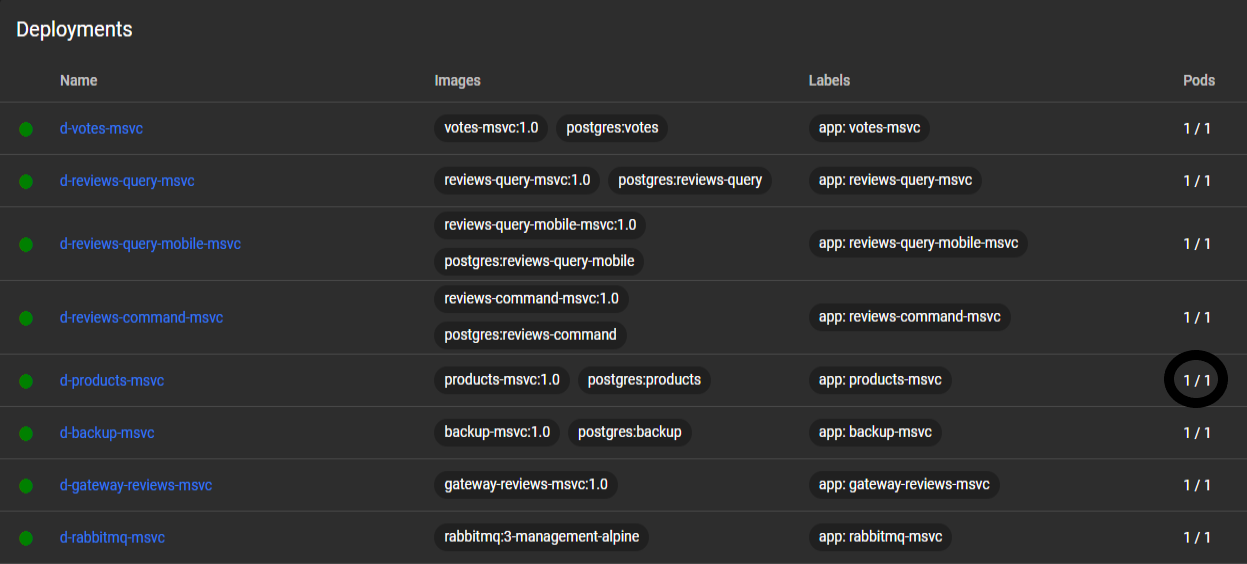 Deployments
Name Images Labels Pods
d-votes-msvc votes-msvc:1.0 postgres:votes app: votes-msvc 1 / 1
d-reviews-query-msvc reviews-query-msvc:1.0 postgres:reviews-query app: reviews-query-msvc 1 / 1
reviews-query-mobile-msvc:1.0
d-reviews-query-mobile-msvc app: reviews-query-mobile-msvc 1 / 1
postgres:reviews-query-mobile
reviews-command-msvc:1.0
d-reviews-command-msvc app: reviews-command-msvc 1 / 1
postgres:reviews-command
d-products-msvc products-msvc:1.0 postgres:products app: products-msvc 1 / 1
d-backup-msvc backup-msvc:1.0 postgres:backup app: backup-msvc 1 / 1
d-gateway-reviews-msvc gateway-reviews-msvc:1.0 app: gateway-reviews-msvc 1 / 1
d-rabbitmq-msvc rabbitmq:3-management-alpine app: rabbitmq-msvc 1 / 1